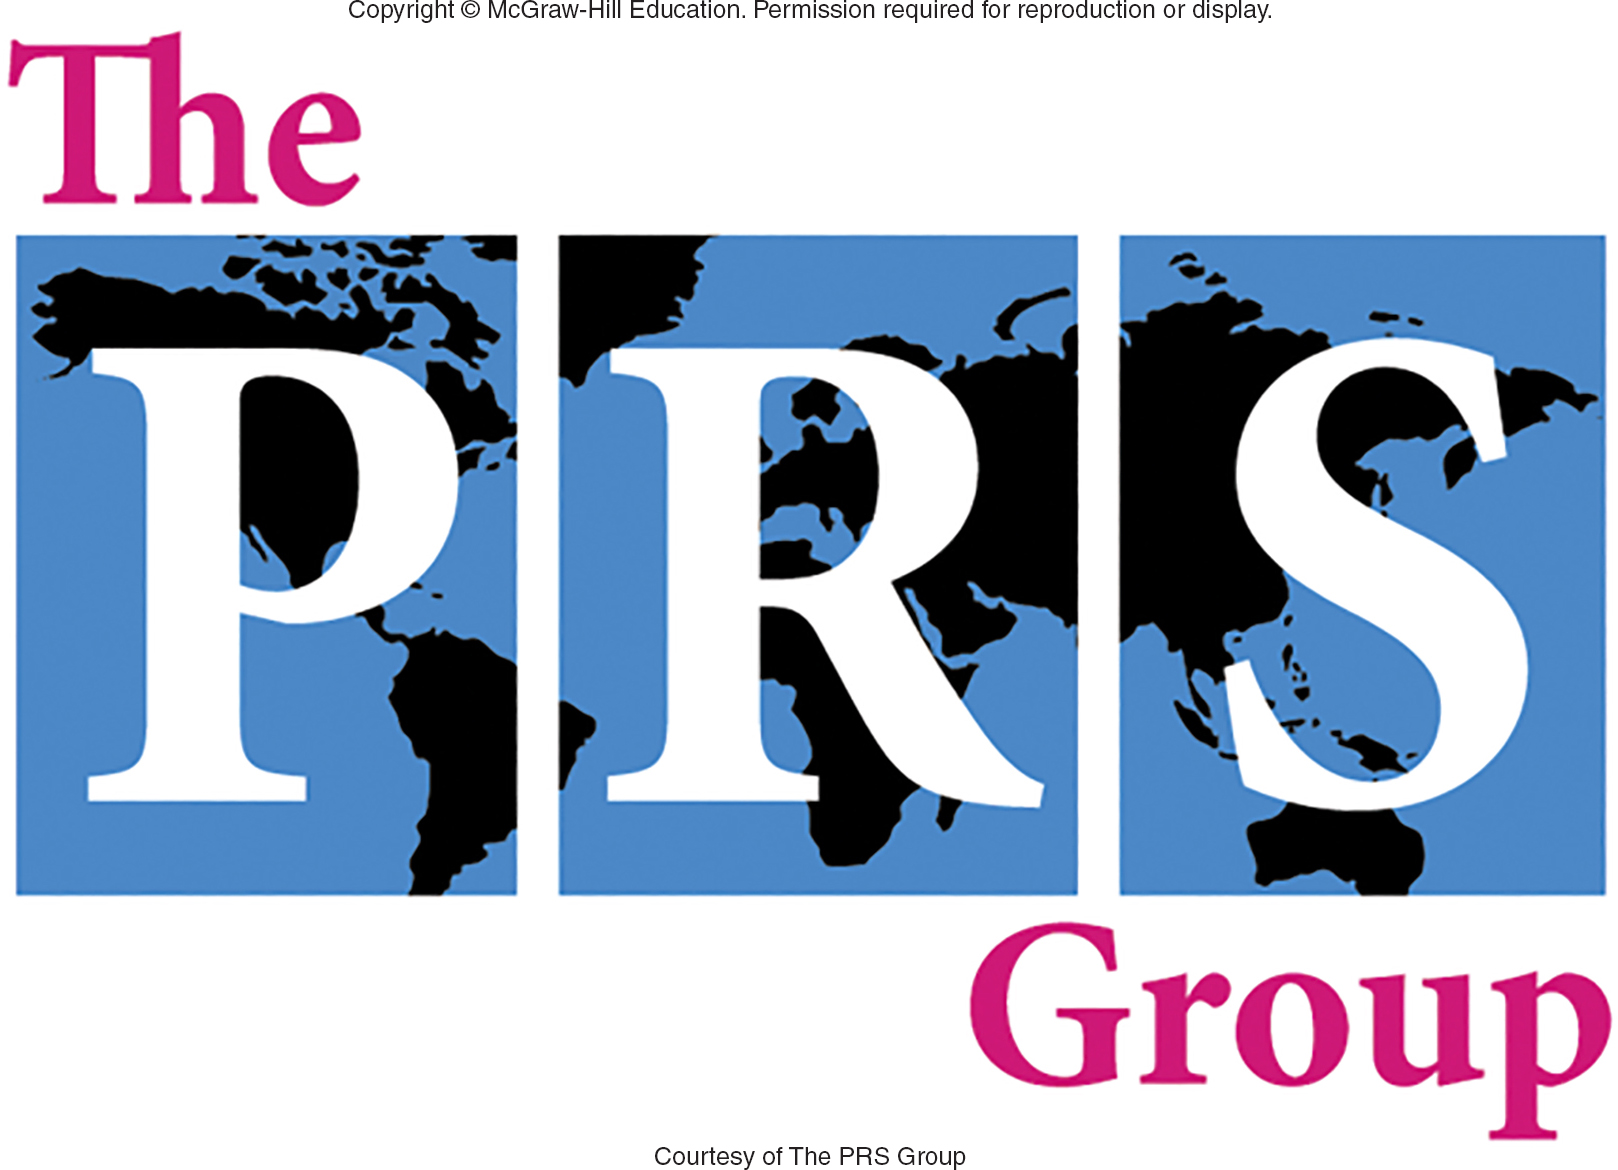 Copyright © McGraw-Hill Education. Permission required for reproduction or display.
The
PRS
Group
Courtesy of The PRS Group